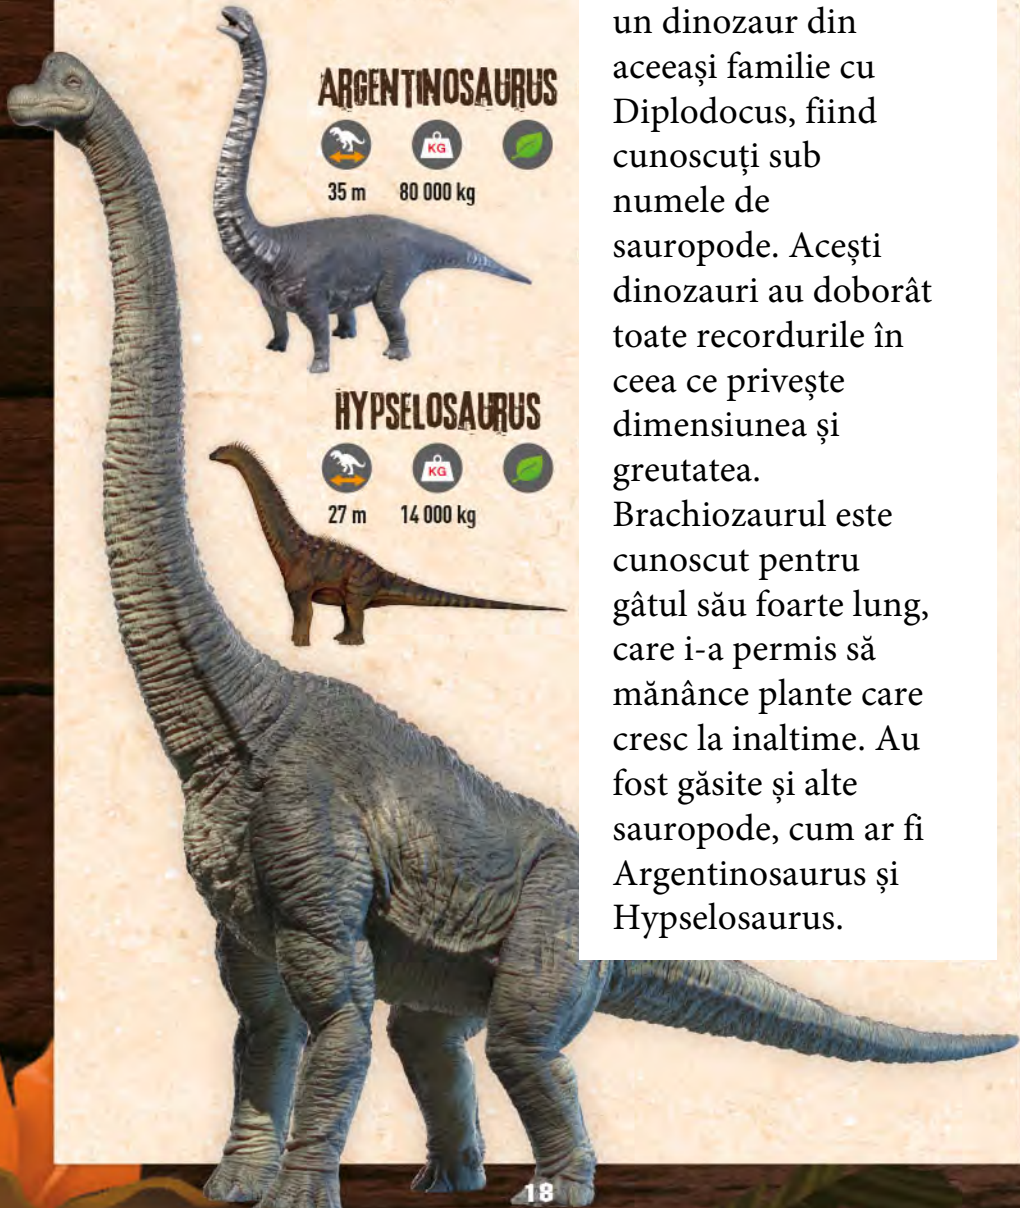 ARGENTINOSAURUS
KG
35 m 80 000 kg
HYPSELOSAURUS
KG
27 m 14 000 kg
un dinozaur din
aceeași familie cu
Diplodocus, fiind
cunoscuți sub
numele de
sauropode. Acești
dinozauri au doborât
toate recordurile în
ceea ce privește
dimensiunea și
greutatea.
Brachiozaurul este
cunoscut pentru
gâtul său foarte lung,
care i-a permis să
mănânce plante care
cresc la inaltime. Au
fost găsite și alte
sauropode, cum ar fi
Argentinosaurus și
Hypselosaurus.
18